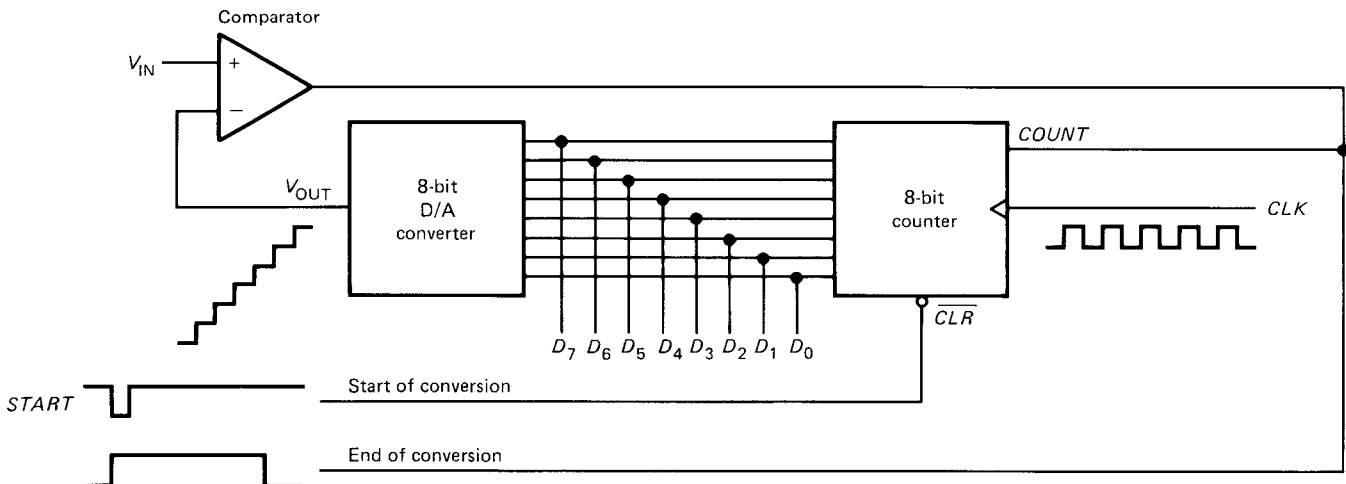 Comparator
V_IN
+
−
V_OUT
8-bit
D/A
converter
8-bit
counter
COUNT
CLK
\overline{CLR}
D_7 D_6 D_5 D_4 D_3 D_2 D_1 D_0
START
Start of conversion
End of conversion